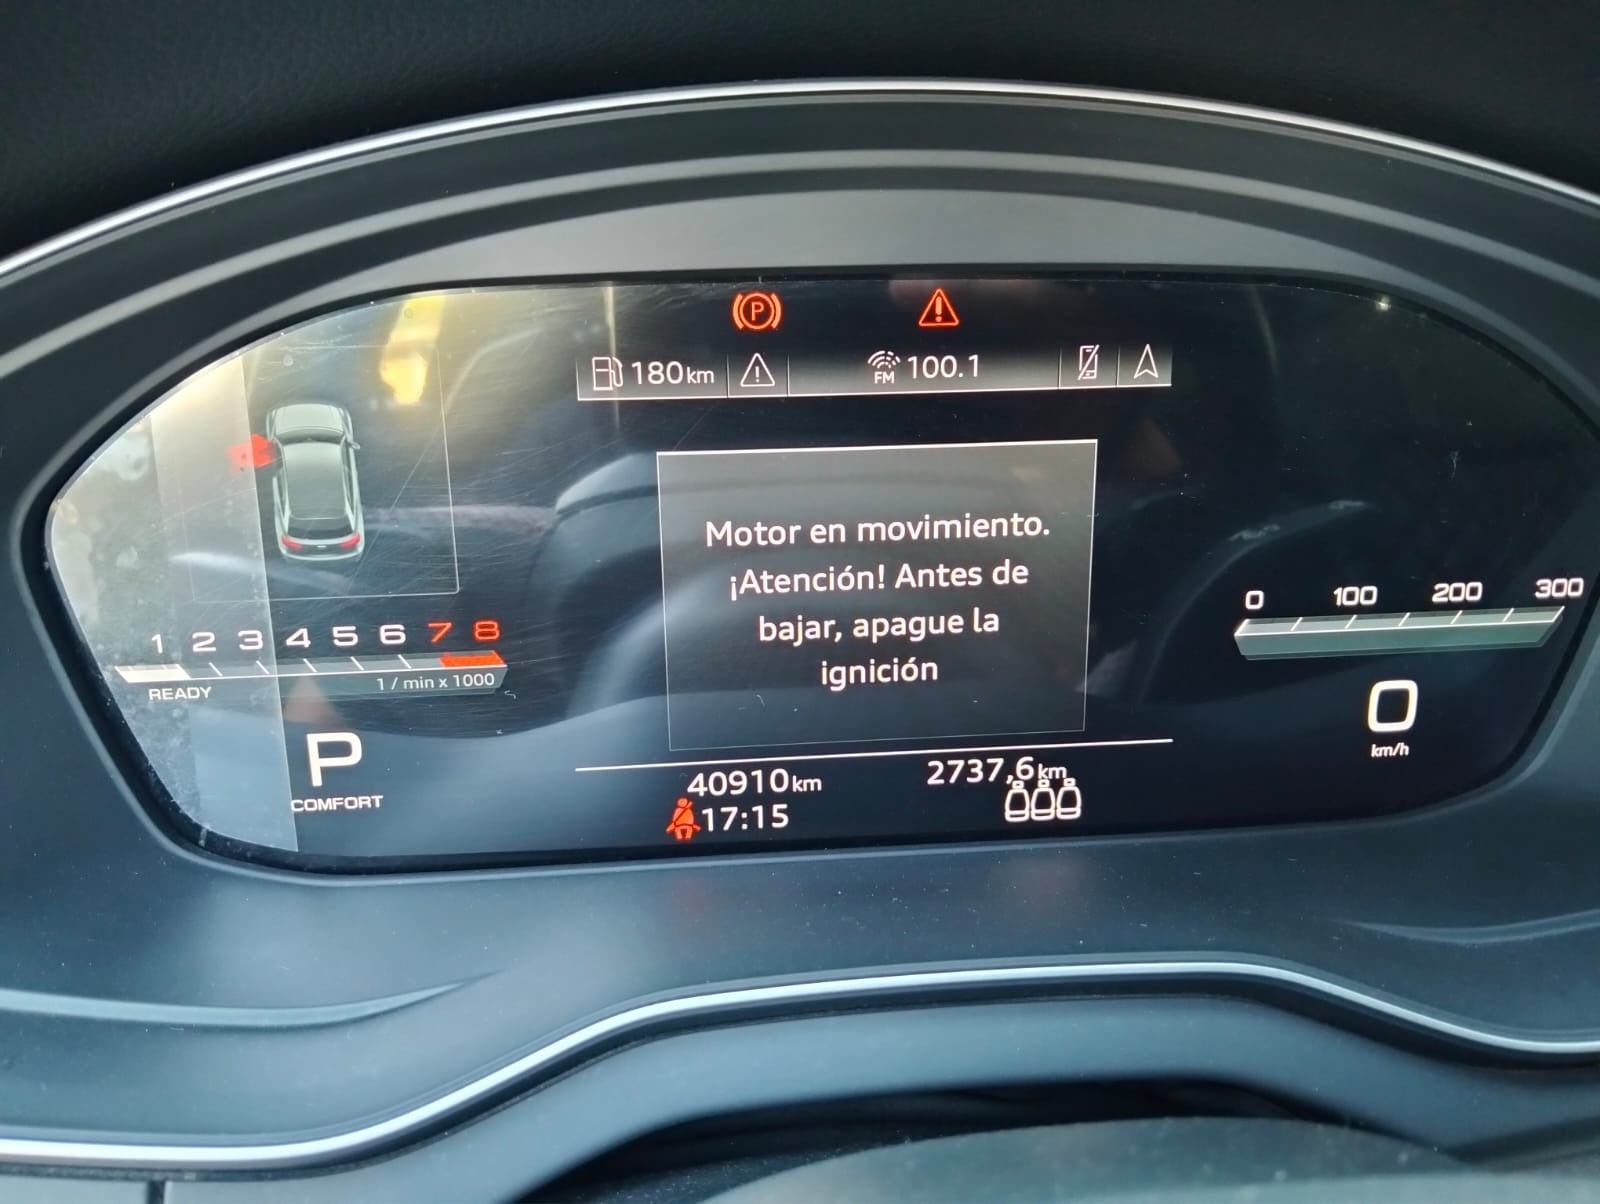 P
180km
FM 100.1
Motor en movimiento.
¡Atención! Antes de
bajar, apague la
ignición
1 2 3 4 5 6 7 8
1 / min x 1000
READY
P
COMFORT
0 100 200 300
0
km/h
40910km
2737,6km
17:15